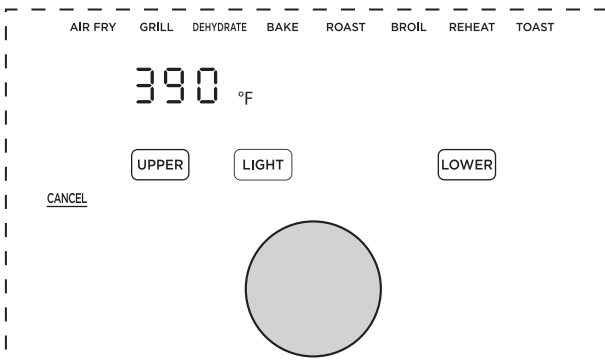 AIR FRY GRILL DEHYDRATE BAKE ROAST BROIL REHEAT TOAST
390 °F
UPPER LIGHT LOWER
CANCEL